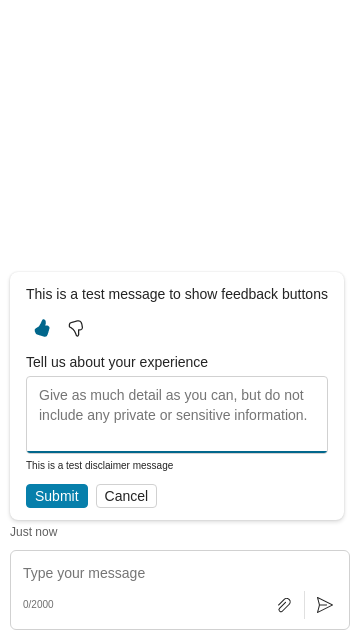 This is a test message to show feedback buttons
Tell us about your experience
Give as much detail as you can, but do not
include any private or sensitive information.
This is a test disclaimer message
Submit Cancel
Just now
Type your message
0/2000